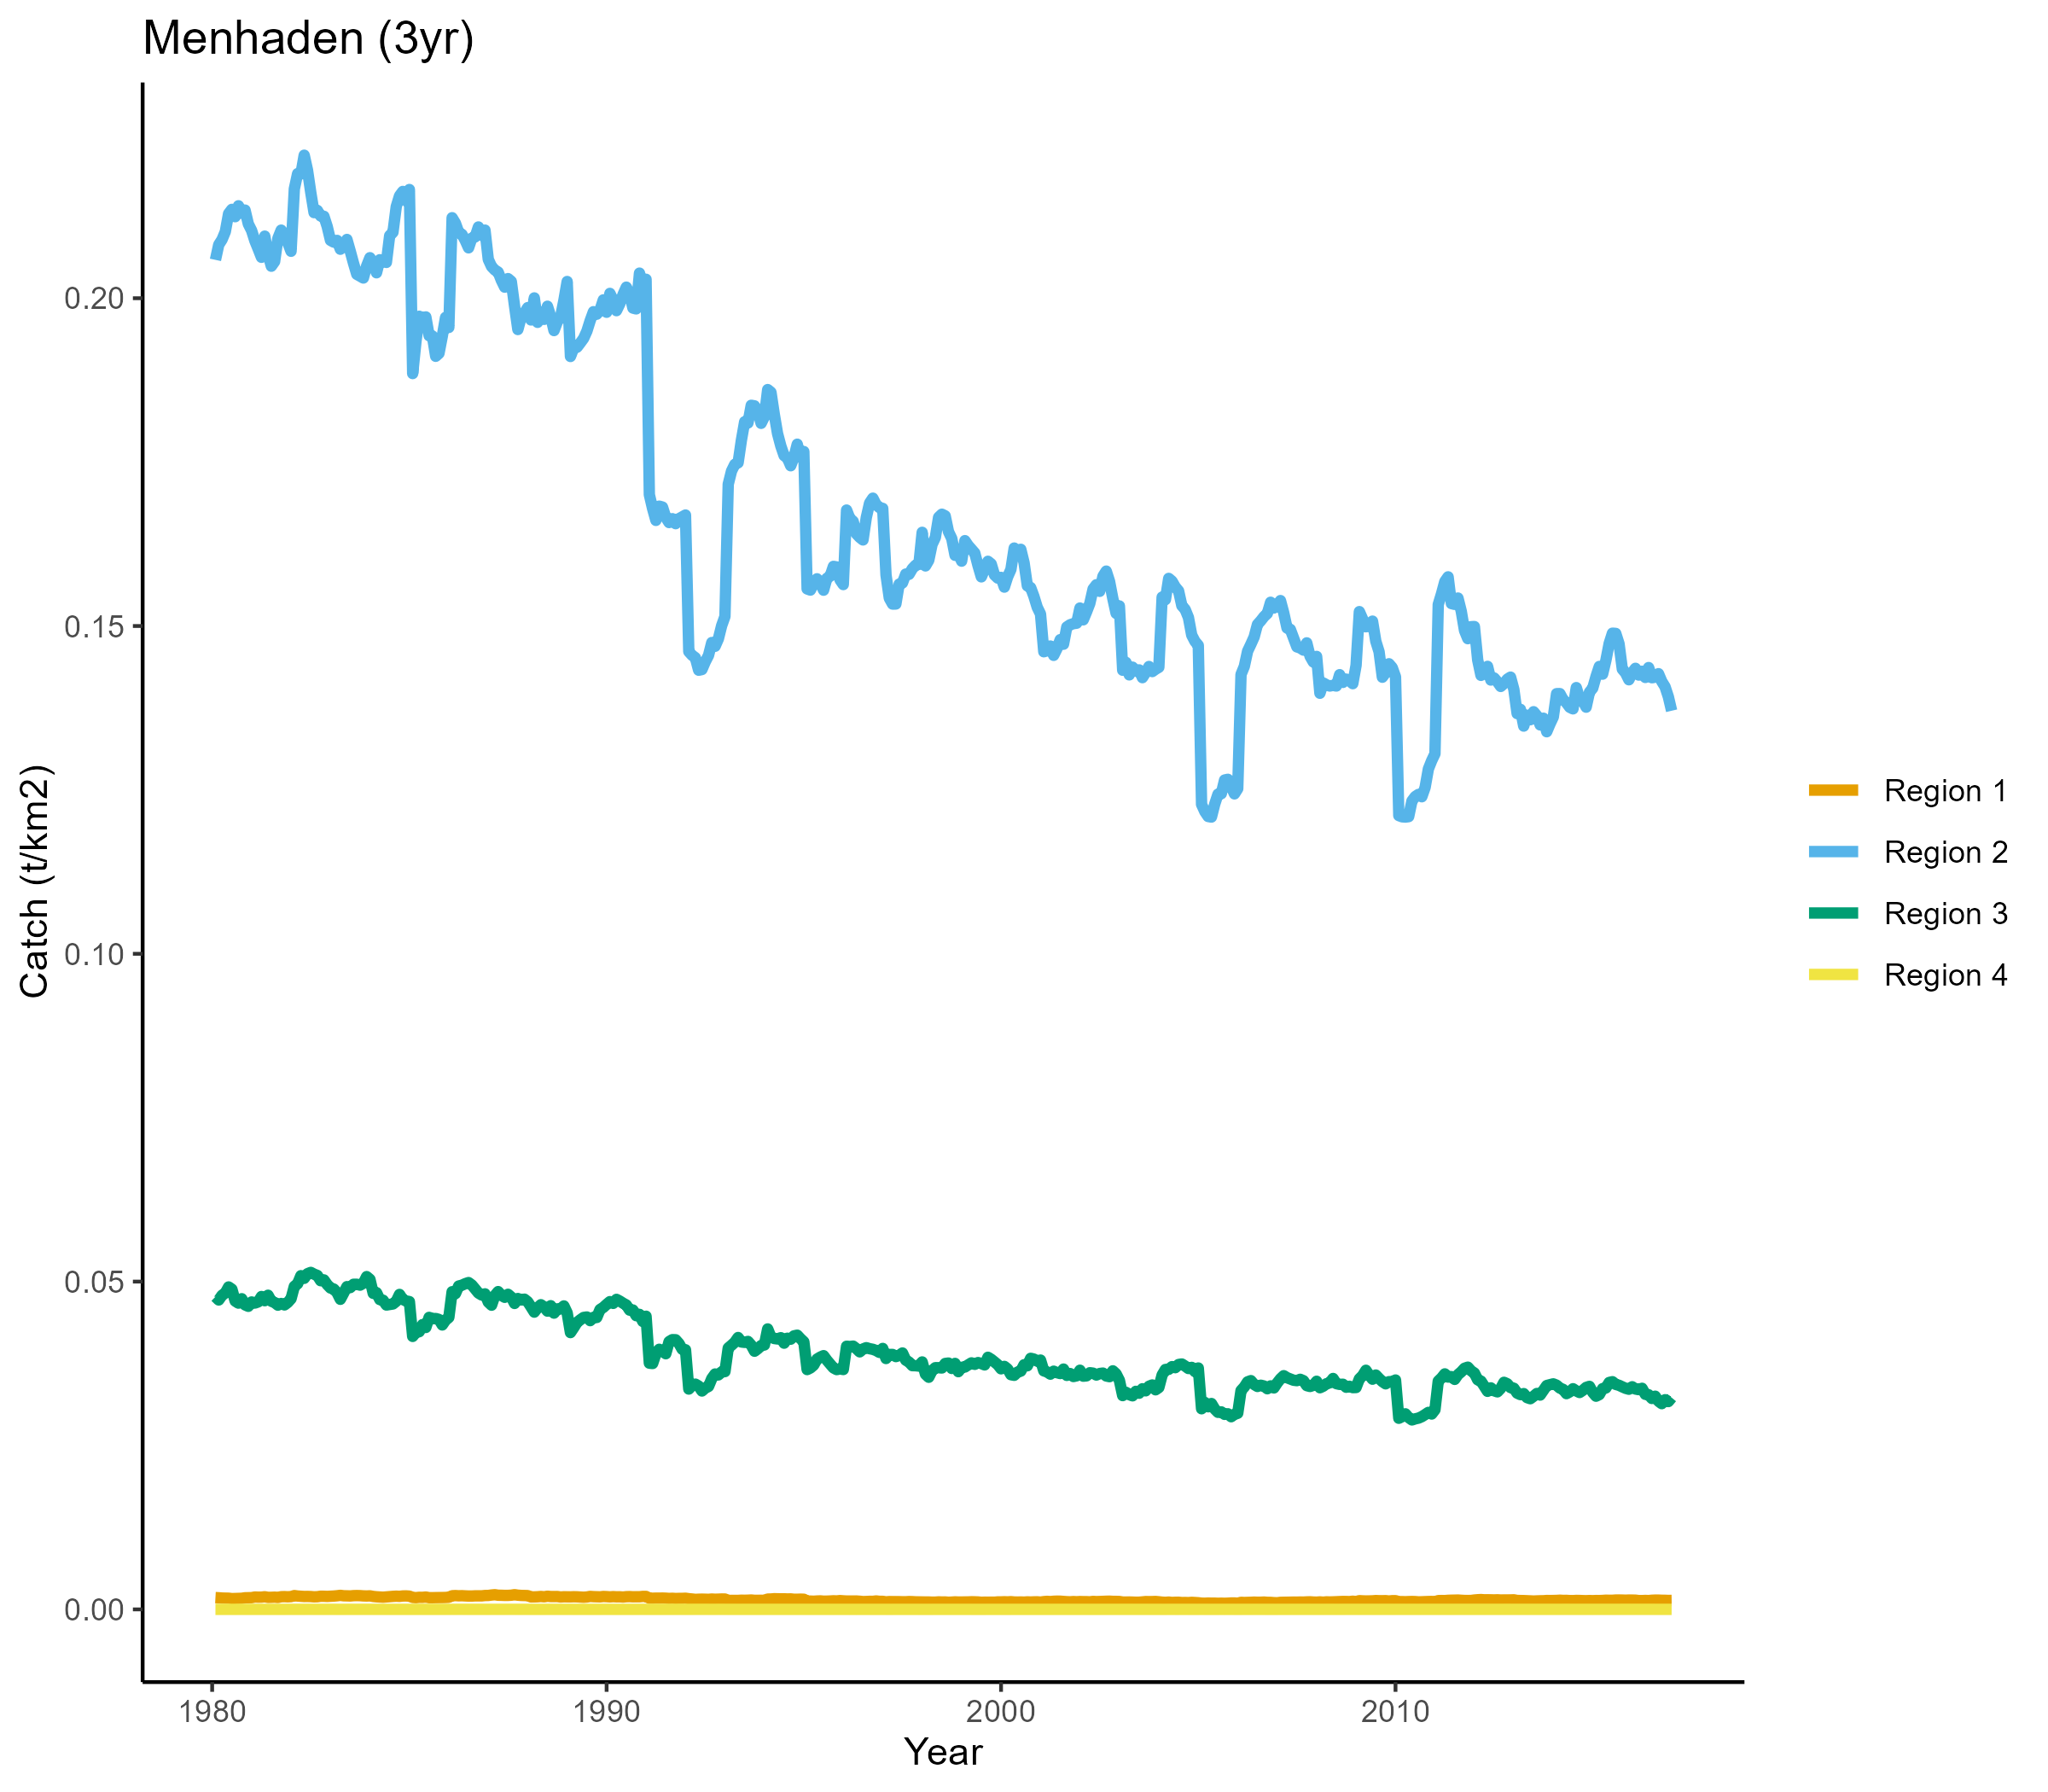 Menhaden (3yr)
Catch (t/km2)
0.20
0.15
0.10
0.05
0.00
1980
1990
2000
2010
Year
Region 1
Region 2
Region 3
Region 4